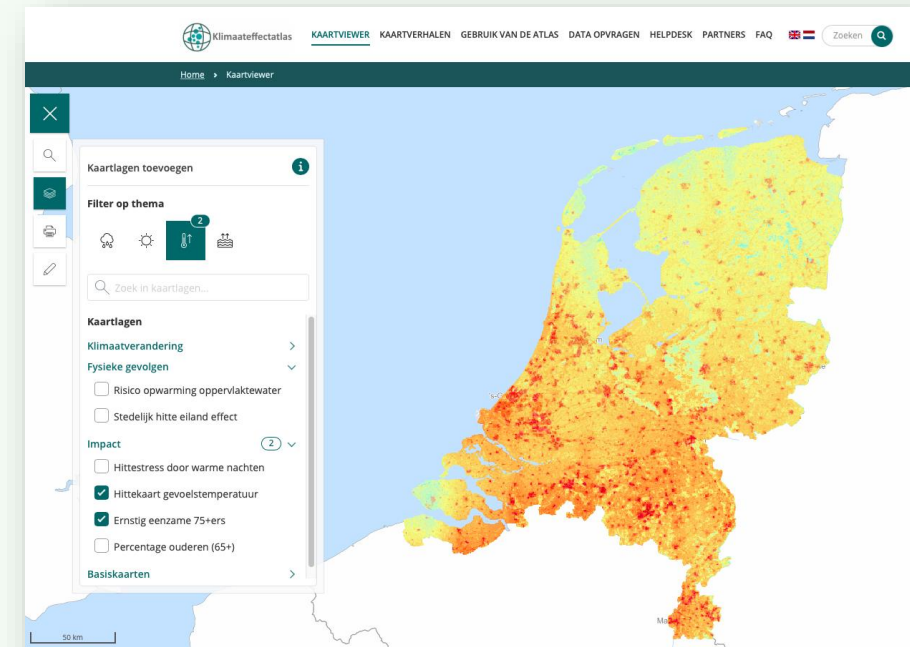 Klimaateffectatlas KAARTVIEWER KAARTVERHALEN GEBRUIK VAN DE ATLAS DATA OPVRAGEN HELPDESK PARTNERS FAQ Zoeken
Home > Kaartviewer
Kaartlagen toevoegen
Filter op thema
2
Zoek in kaartlagen...
Kaartlagen
Klimaatverandering
Fysieke gevolgen
Risico opwarming oppervlaktewater
Stedelijk hitte eiland effect
Impact 2
Hittestress door warme nachten
Hittekaart gevoelstemperatuur
Ernstig eenzame 75+ers
Percentage ouderen (65+)
Basiskaarten
50 km